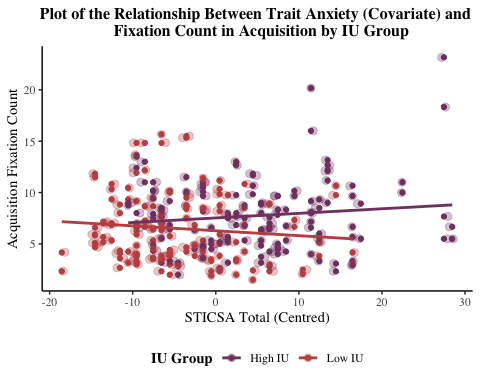 Plot of the Relationship Between Trait Anxiety (Covariate) and
Fixation Count in Acquisition by IU Group
Acquisition Fixation Count
20
15
10
5
-20 -10 0 10 20 30
STICSA Total (Centred)
IU Group High IU Low IU